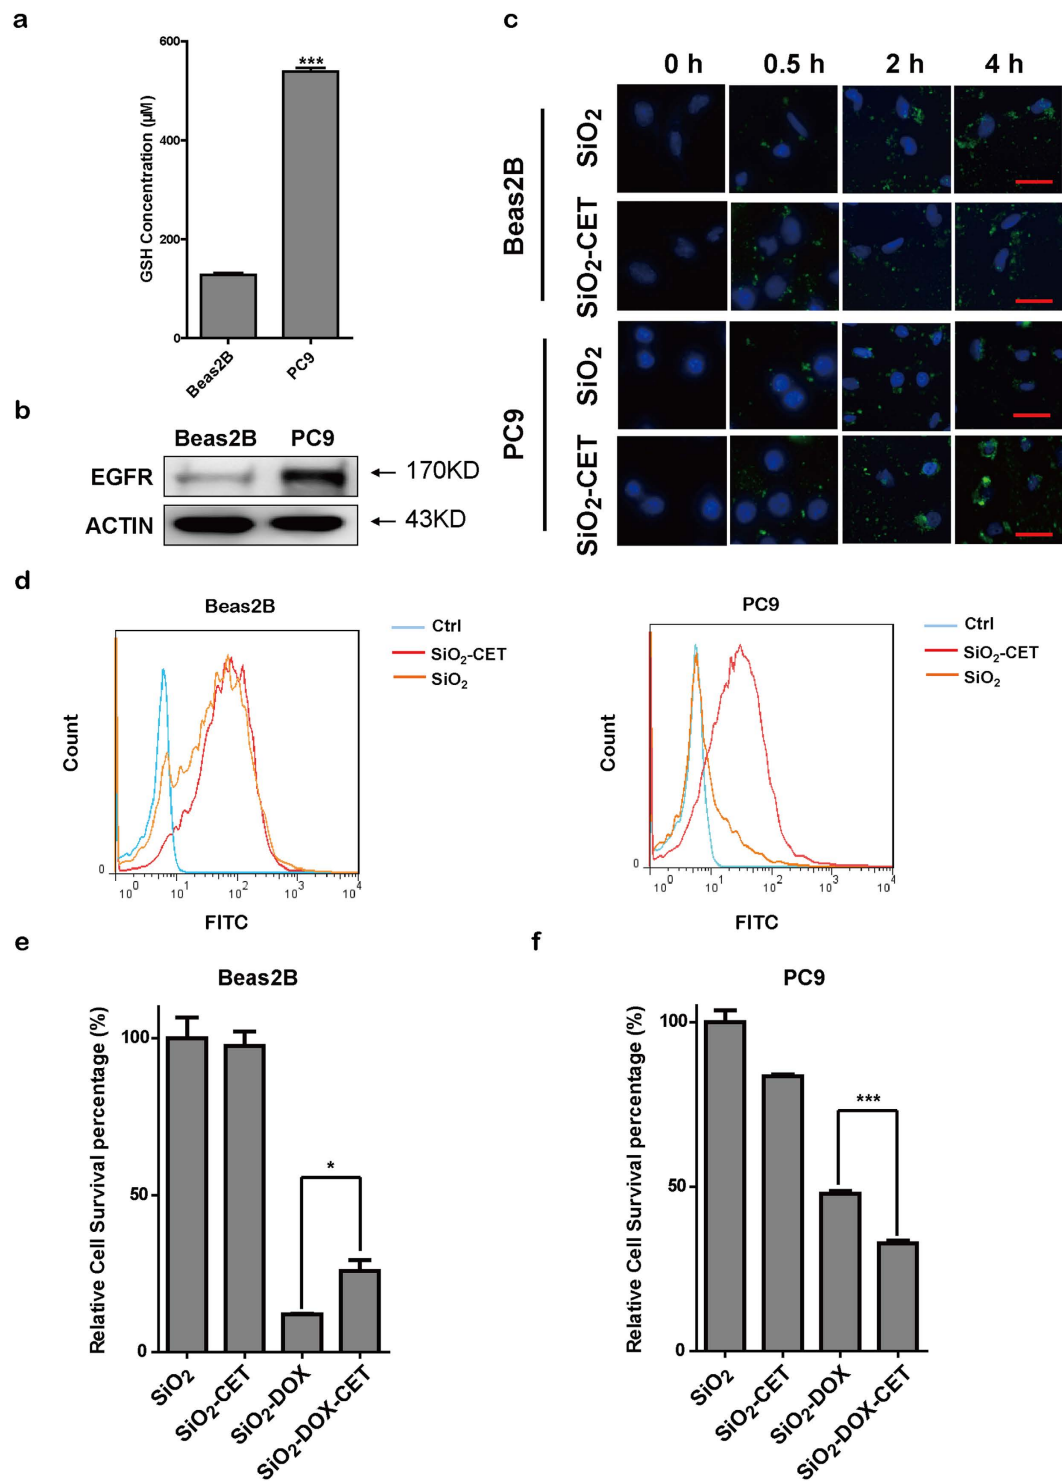 a
600
400
200
0
GSH Concentration (μM)
***
Beas2B
PC9
b
Beas2B PC9
EGFR
170KD
ACTIN
43KD
c
0 h 0.5 h 2 h 4 h
Beas2B
SiO2
SiO2-CET
PC9
SiO2
SiO2-CET
d
Beas2B
Ctrl
SiO2-CET
SiO2
Count
0
10^0 10^1 10^2 10^3 10^4
FITC
PC9
Ctrl
SiO2-CET
SiO2
Count
0
10^0 10^1 10^2 10^3 10^4
FITC
e
Beas2B
Relative Cell Survival percentage (%)
100
50
0
*
SiO2
SiO2-CET
SiO2-DOX
SiO2-DOX-CET
f
PC9
Relative Cell Survival percentage (%)
100
50
0
***
SiO2
SiO2-CET
SiO2-DOX
SiO2-DOX-CET